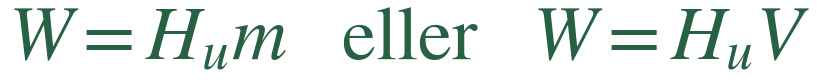 W = H_u m eller W = H_u V